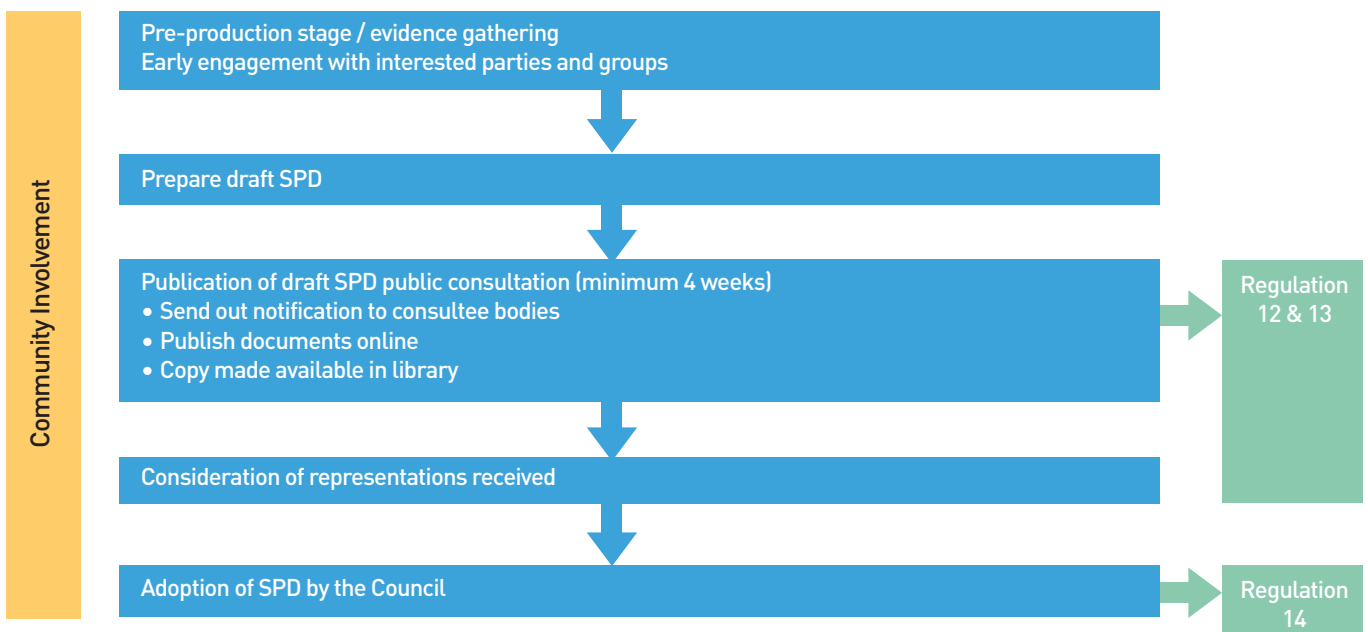 Community Involvement
Pre-production stage / evidence gathering
Early engagement with interested parties and groups
Prepare draft SPD
Publication of draft SPD public consultation (minimum 4 weeks)
• Send out notification to consultee bodies
• Publish documents online
• Copy made available in library
Regulation
12 & 13
Consideration of representations received
Adoption of SPD by the Council
Regulation
14